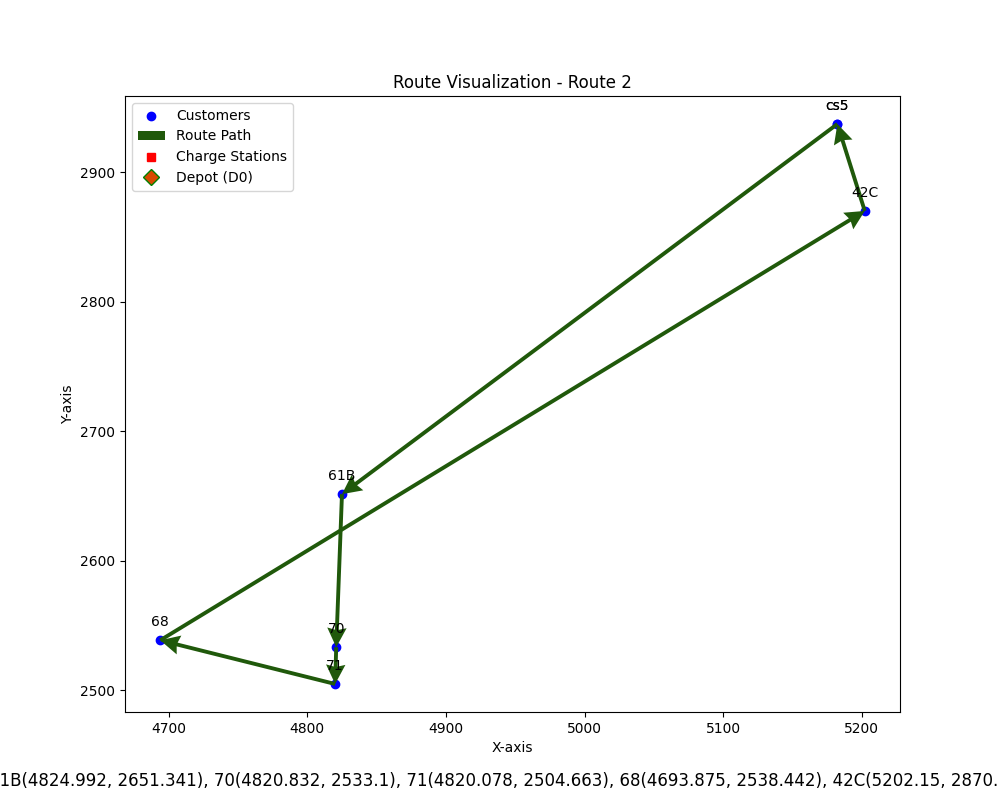 Route Visualization - Route 2
Customers
Route Path
Charge Stations
Depot (D0)
cs5
42C
61B
68
70
71
Y-axis
2900
2800
2700
2600
2500
4700 4800 4900 5000 5100 5200
X-axis
1B(4824.992, 2651.341), 70(4820.832, 2533.1), 71(4820.078, 2504.663), 68(4693.875, 2538.442), 42C(5202.15, 2870.